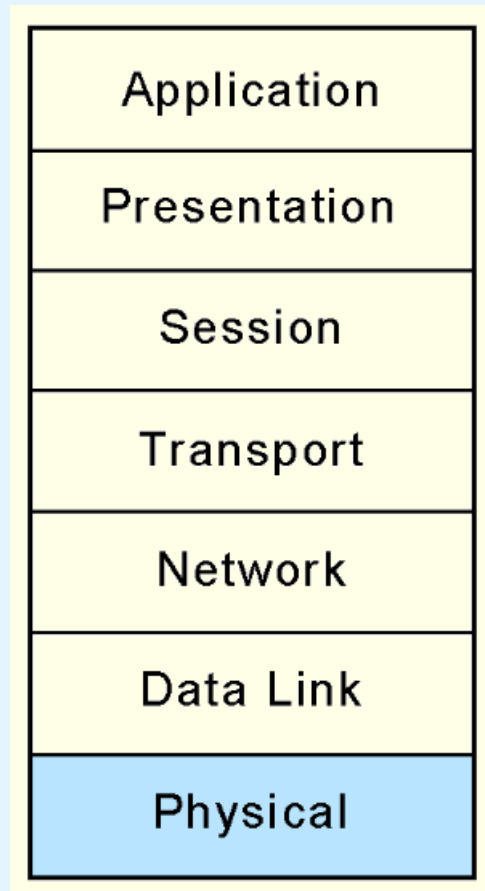 Application
Presentation
Session
Transport
Network
Data Link
Physical